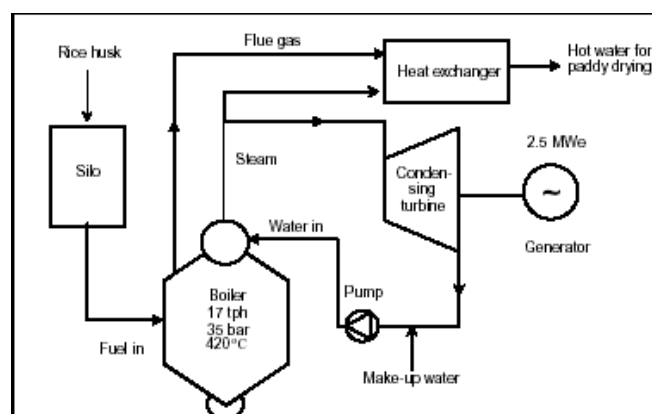 Flue gas
Rice husk
Heat exchanger
Hot water for
paddy drying
Silo
Steam
Conden-
sing
turbine
2.5 MWe
~
Generator
Water in
Boiler
17 tph
35 bar
420°C
Pump
Fuel in
Make-up water